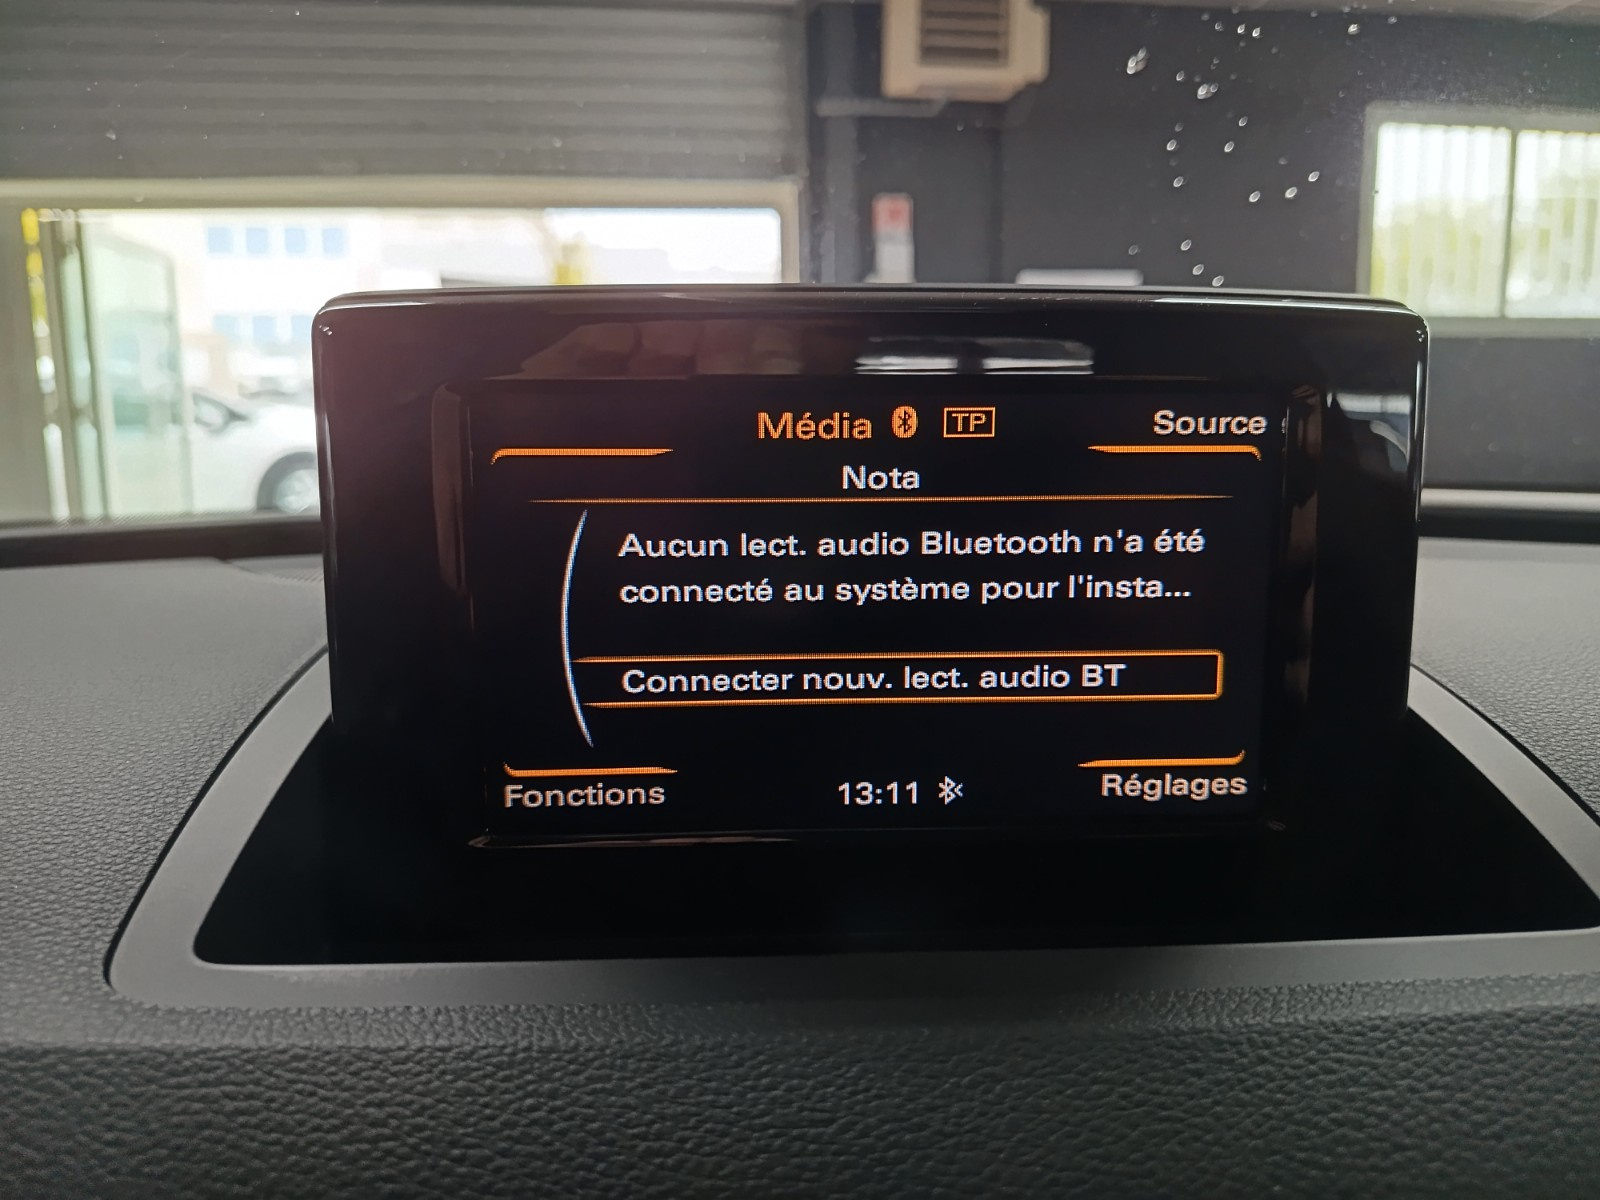 Média TP Source
Nota
Aucun lect. audio Bluetooth n'a été
connecté au système pour l'insta...
Connecter nouv. lect. audio BT
Fonctions 13:11 Réglages